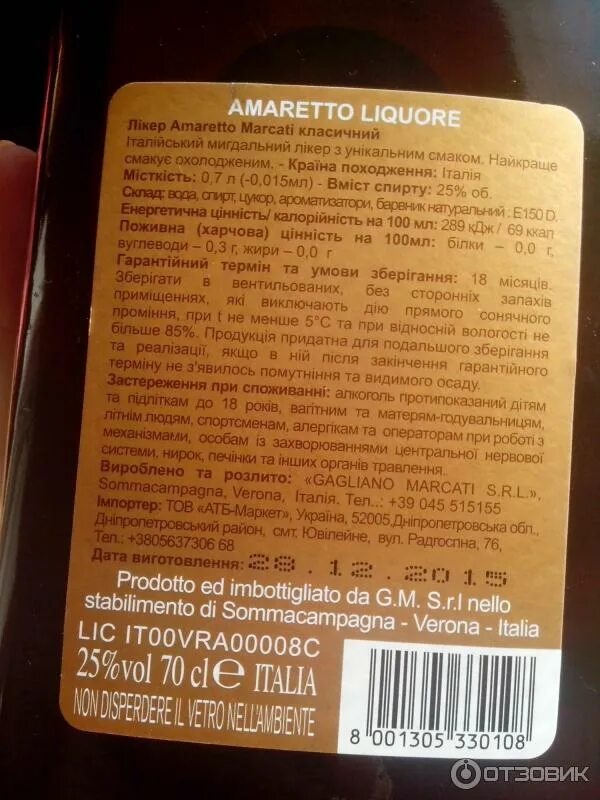 AMARETTO LIQUORE
Лікер Amaretto Marcati класичний
Італійський мигдальний лікер з унікальним смаком. Найкраще
смакує охолодженим. - Країна походження: Італія
Місткість: 0,7 л (-0,015мл) - Вміст спирту: 25% об.
Склад: вода, спирт, цукор, ароматизатори, барвник натуральний : E150 D.
Енергетична цінність/ калорійність на 100 мл: 289 кДж / 69 ккал
Поживна (харчова) цінність на 100мл: білки – 0,0 г,
вуглеводи – 0,3 г, жири – 0,0 г
Гарантійний термін та умови зберігання: 18 місяців.
Зберігати в вентильованих, без сторонніх запахів
приміщеннях, які виключають дію прямого сонячного
проміння, при t не менше 5°C та при відносній вологості не
більше 85%. Продукція придатна для подальшого зберігання
та реалізації, якщо в ній після закінчення гарантійного
терміну не з'явилось помутніння та видимого осаду.
Застереження при споживанні: алкоголь протипоказаний дітям
та підліткам до 18 років, вагітним та матерям-годувальницям,
літнім людям, спортсменам, алергікам та операторам при роботі з
механізмами, особам із захворюваннями центральної нервової
системи, нирок, печінки та інших органів травлення.
Вироблено та розлито: «GAGLIANO MARCATI S.R.L.»,
Sommacampagna, Verona, Італія. Тел..: +39 045 515155
Імпортер: ТОВ «АТБ-Маркет», Україна, 52005,Дніпропетровська обл.,
Дніпропетровський район, смт. Ювілейне, вул. Радгоспна, 76,
Тел.: +3805637306 68
Дата виготовлення: 28.12.2015
Prodotto ed imbottigliato da G.M. S.r.l nello
stabilimento di Sommacampagna - Verona - Italia
LIC IT00VRA00008C
25%vol 70 cl e ITALIA
NON DISPERDERE IL VETRO NELL'AMBIENTE
8 001305 330108
ОТЗОВИК